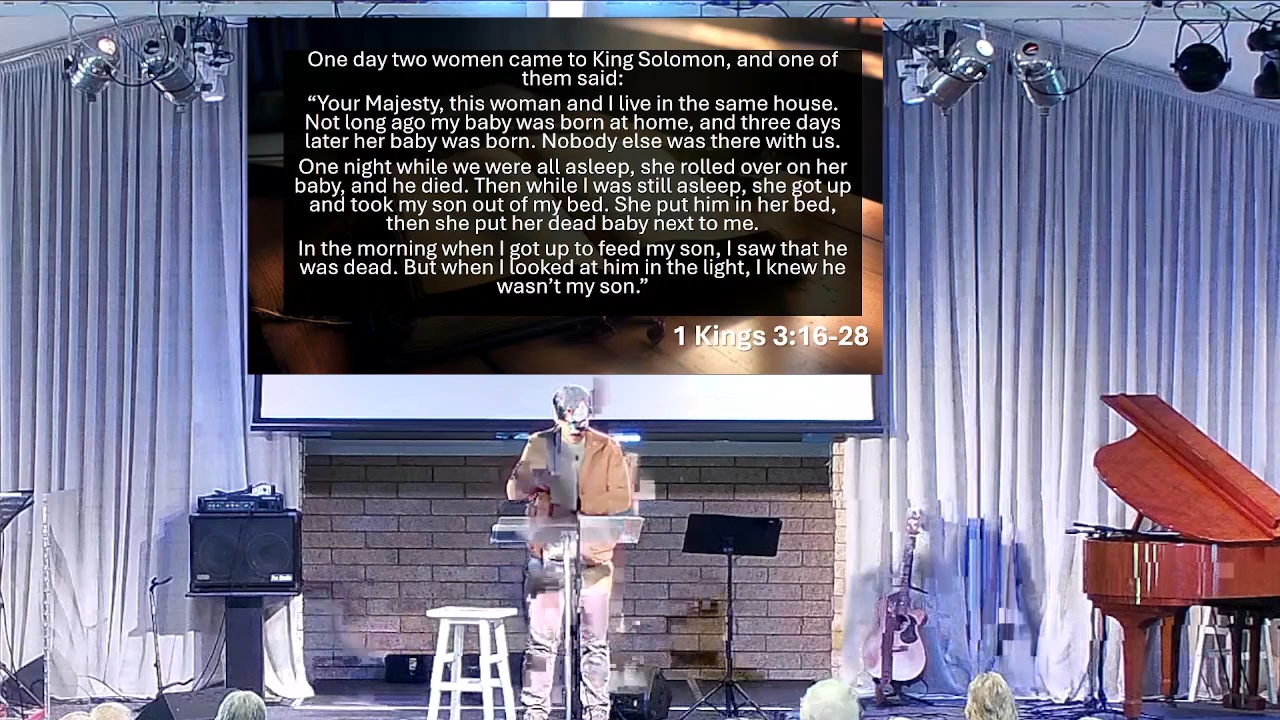 One day two women came to King Solomon, and one of
them said:
“Your Majesty, this woman and I live in the same house.
Not long ago my baby was born at home, and three days
later her baby was born. Nobody else was there with us.
One night while we were all asleep, she rolled over on her
baby, and he died. Then while I was still asleep, she got up
and took my son out of my bed. She put him in her bed,
then she put her dead baby next to me.
In the morning when I got up to feed my son, I saw that he
was dead. But when I looked at him in the light, I knew he
wasn’t my son.”
1 Kings 3:16-28